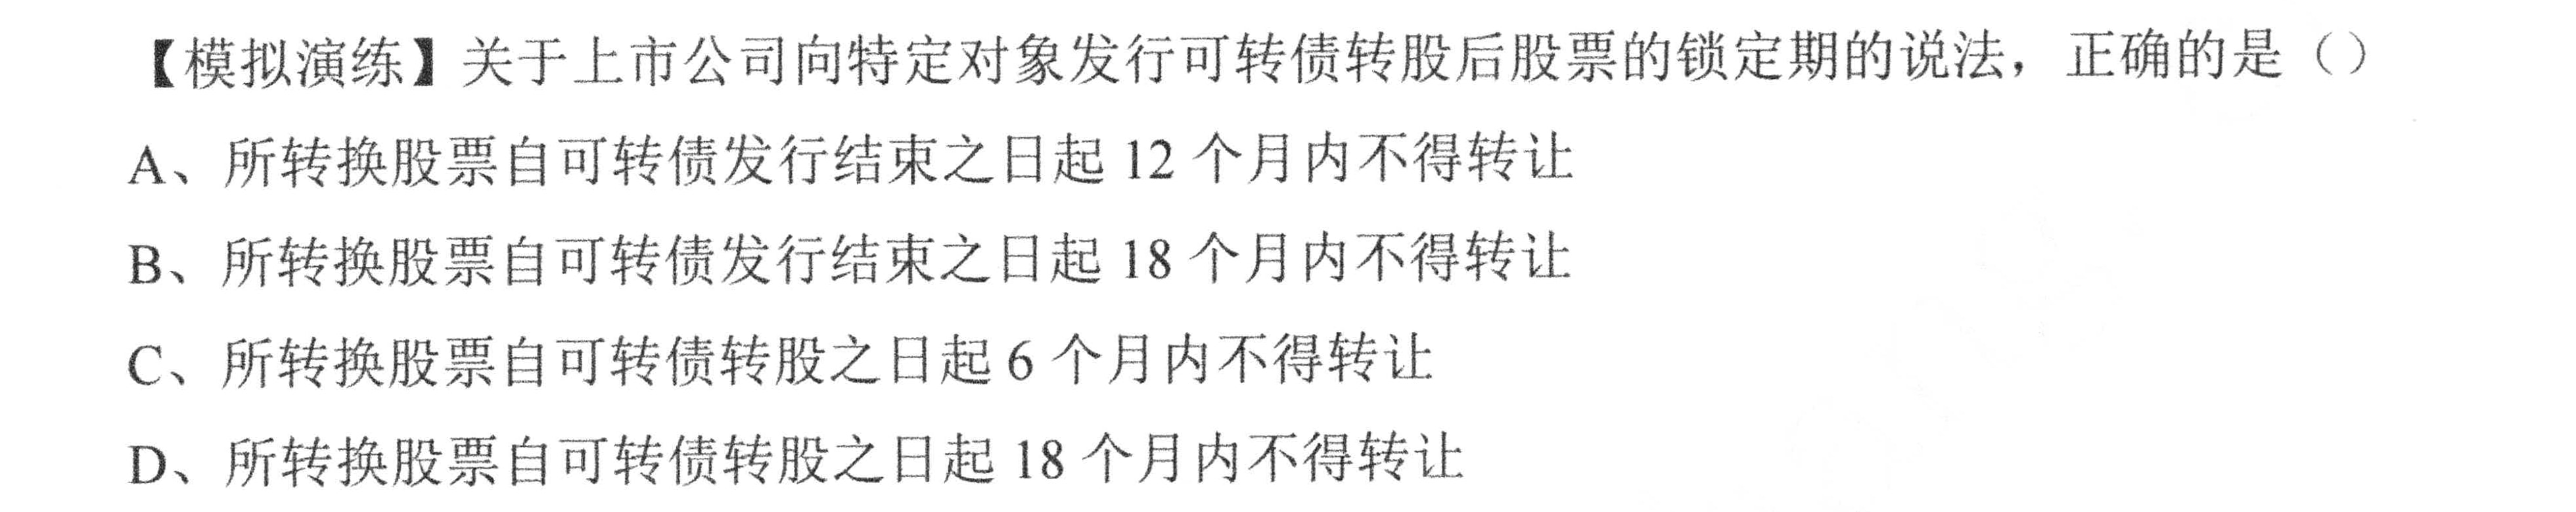 【模拟演练】关于上市公司向特定对象发行可转债转股后股票的锁定期的说法，正确的是（）
A、所转换股票自可转债发行结束之日起 12 个月内不得转让
B、所转换股票自可转债发行结束之日起 18 个月内不得转让
C、所转换股票自可转债转股之日起 6 个月内不得转让
D、所转换股票自可转债转股之日起 18 个月内不得转让